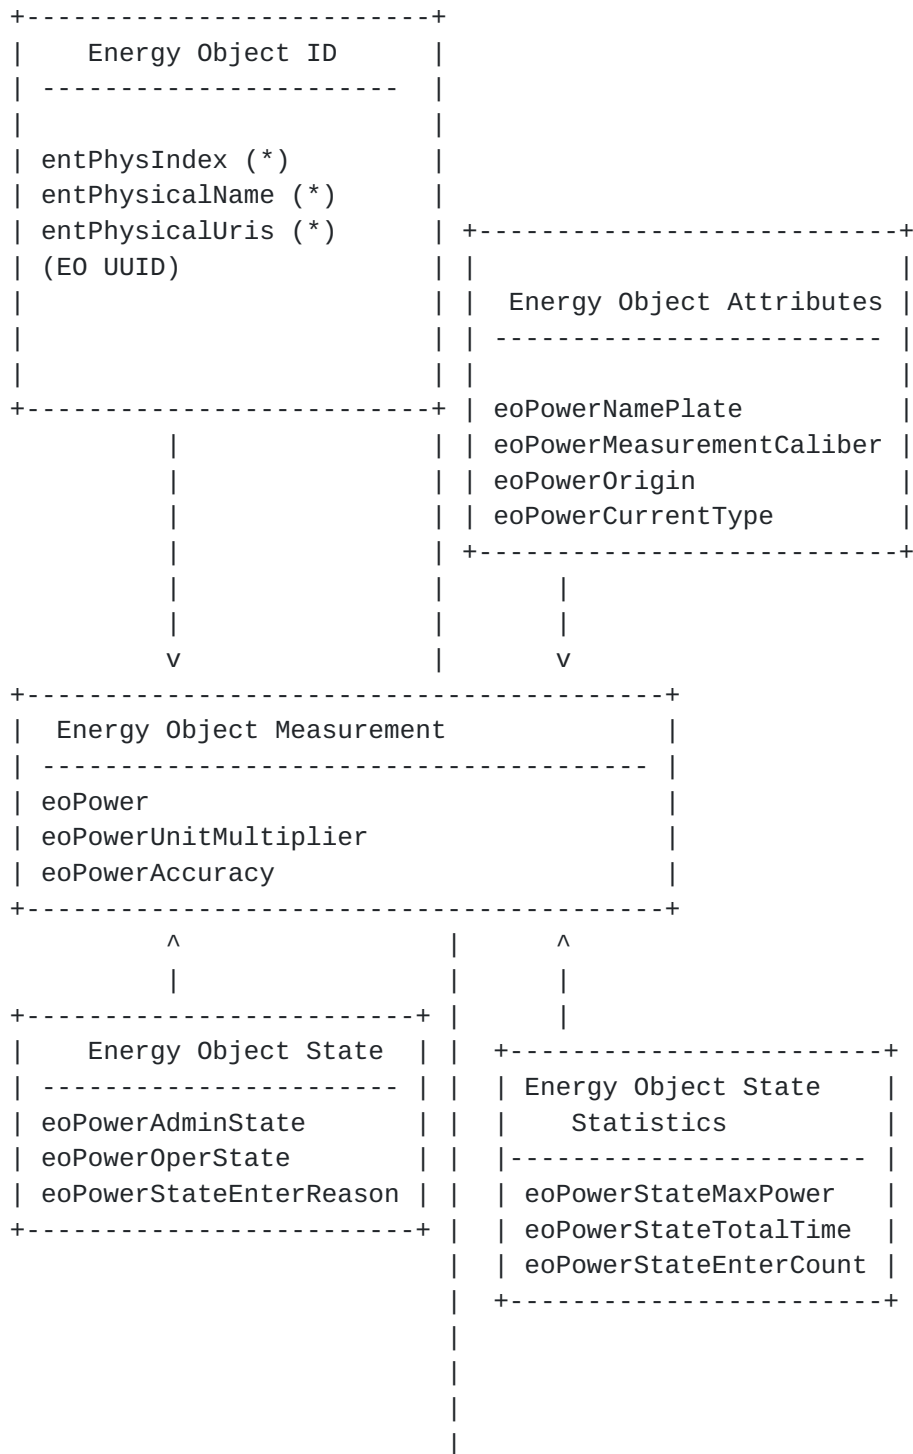 +--------------------------+
|    Energy Object ID      |
| -----------------------  |
|                          |
| entPhysIndex (*)         |
| entPhysicalName (*)      |
| entPhysicalUris (*)      | +---------------------------+
| (EO UUID)                | |                           |
|                          | |  Energy Object Attributes |
|                          | | ------------------------- |
|                          | |                           |
+--------------------------+ | eoPowerNamePlate          |
          |                | | eoPowerMeasurementCaliber |
          |                | | eoPowerOrigin             |
          |                | | eoPowerCurrentType        |
          |                | +---------------------------+
          |                |       |
          |                |       |
          v                |       v
+-----------------------------------------+
|  Energy Object Measurement              |
| --------------------------------------- |
| eoPower                                 |
| eoPowerUnitMultiplier                   |
| eoPowerAccuracy                         |
+-----------------------------------------+
          ^                 |      ^
          |                 |      |
+-------------------------+ |      |
|    Energy Object State  | |  +------------------------+
| ----------------------- | |  | Energy Object State    |
| eoPowerAdminState       | |  |    Statistics          |
| eoPowerOperState        | |  |----------------------- |
| eoPowerStateEnterReason | |  | eoPowerStateMaxPower   |
+-------------------------+ |  | eoPowerStateTotalTime  |
                            |  | eoPowerStateEnterCount |
                            |  +------------------------+
                            |
                            |
                            |
                            |